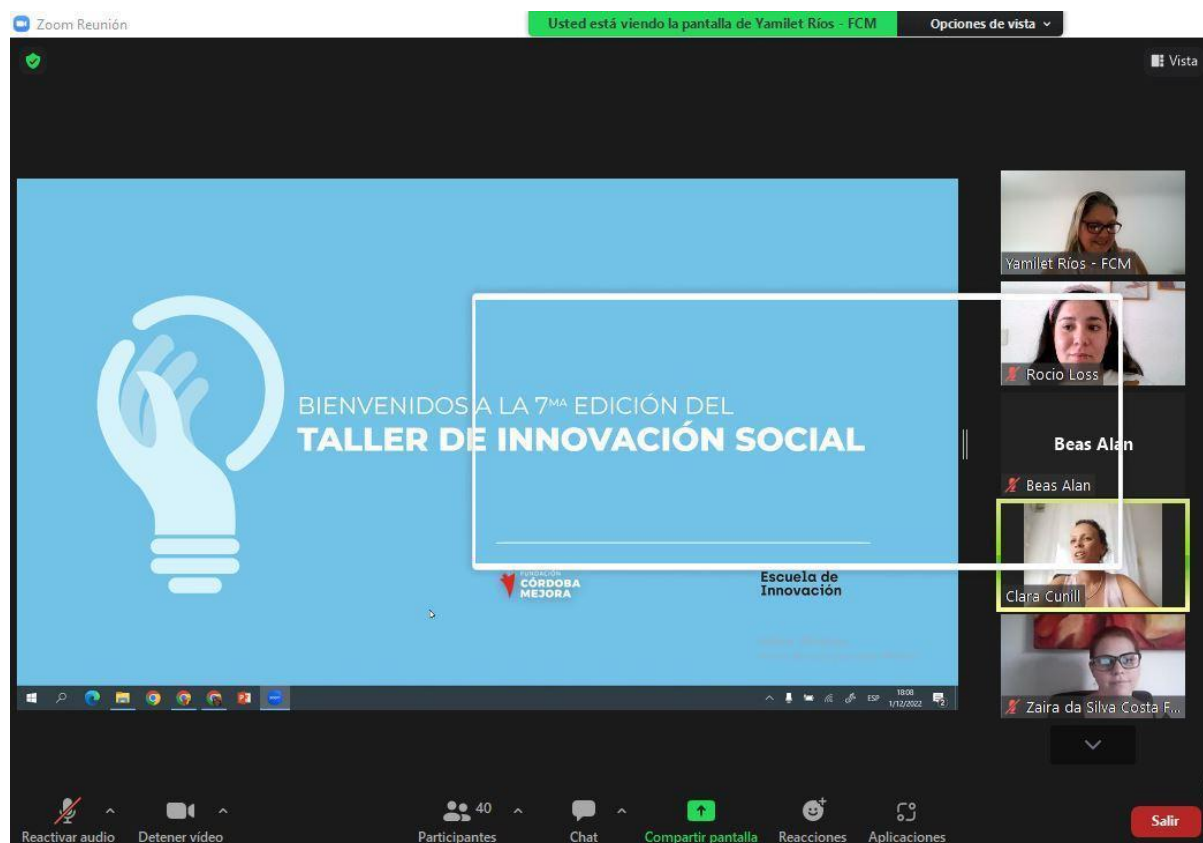 Zoom Reunión
Usted está viendo la pantalla de Yamilet Ríos - FCM
Opciones de vista
Vista
BIENVENIDOS A LA 7MA EDICIÓN DEL
TALLER DE INNOVACIÓN SOCIAL
FUNDACIÓN
CÓRDOBA
MEJORA
Escuela de
Innovación
ESP
18:08
1/12/2022
2
Yamilet Ríos - FCM
Rocio Loss
Beas Alan
Beas Alan
Clara Cunill
Zaira da Silva Costa F...
Reactivar audio
Detener vídeo
40
Participantes
Chat
Compartir pantalla
Reacciones
Aplicaciones
Salir